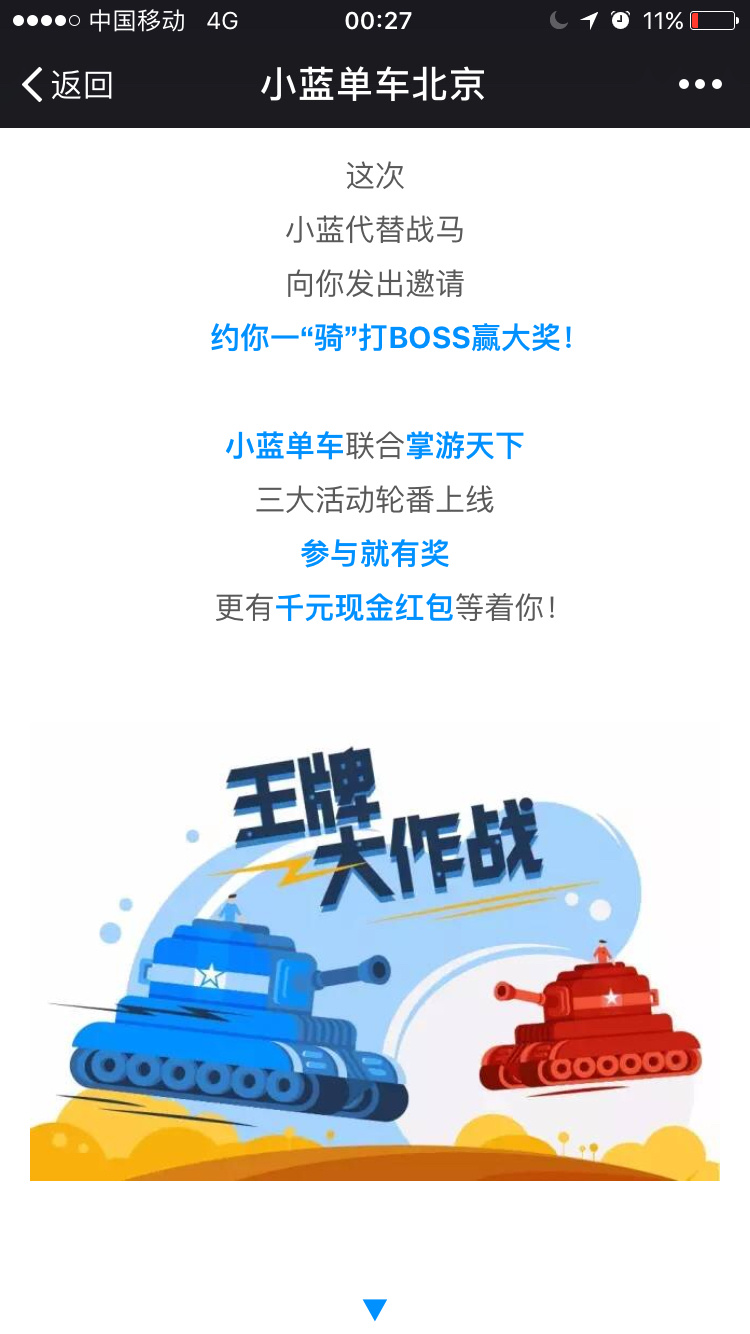 中国移动 4G 00:27 11%
返回 小蓝单车北京
这次
小蓝代替战马
向你发出邀请
约你一“骑”打BOSS赢大奖！
小蓝单车联合掌游天下
三大活动轮番上线
参与就有奖
更有千元现金红包等着你！
王牌
大作战